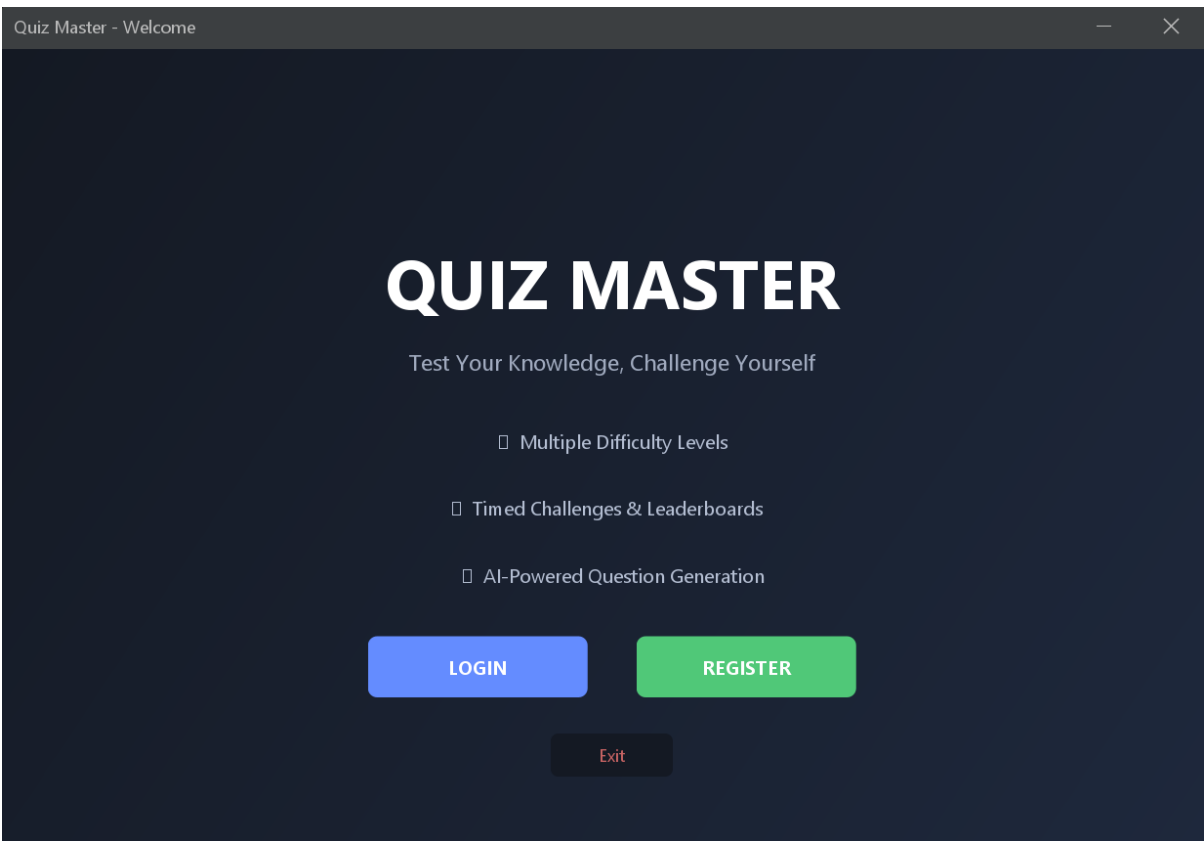 Quiz Master - Welcome
QUIZ MASTER
Test Your Knowledge, Challenge Yourself
Multiple Difficulty Levels
Timed Challenges & Leaderboards
AI-Powered Question Generation
LOGIN REGISTER
Exit